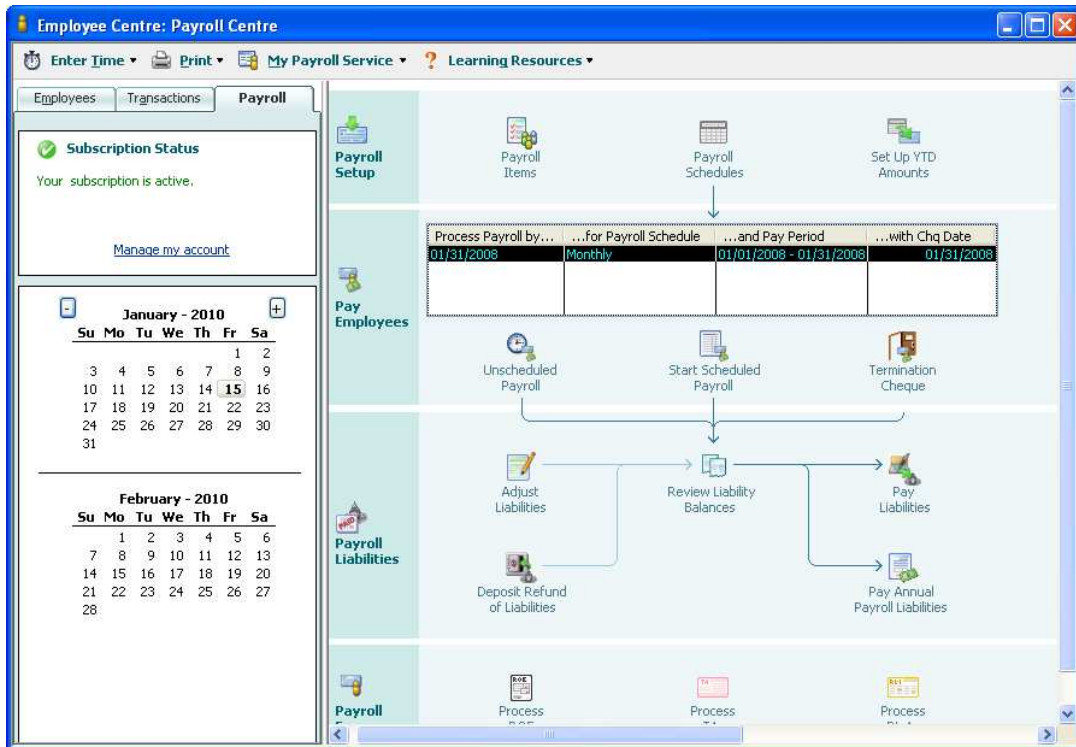 Employee Centre: Payroll Centre
Enter Time Print My Payroll Service ? Learning Resources
Employees Transactions Payroll
Subscription Status
Your subscription is active.
Manage my account
- January - 2010 +
Su Mo Tu We Th Fr Sa
1 2
3 4 5 6 7 8 9
10 11 12 13 14 15 16
17 18 19 20 21 22 23
24 25 26 27 28 29 30
31
February - 2010
Su Mo Tu We Th Fr Sa
1 2 3 4 5 6
7 8 9 10 11 12 13
14 15 16 17 18 19 20
21 22 23 24 25 26 27
28
Payroll
Setup
Payroll
Items
Payroll
Schedules
Set Up YTD
Amounts
Pay
Employees
Process Payroll by... ...for Payroll Schedule ...and Pay Period ...with Chq Date
01/31/2008 Monthly 01/01/2008 - 01/31/2008 01/31/2008
Unscheduled
Payroll
Start Scheduled
Payroll
Termination
Cheque
PAID
Payroll
Liabilities
Adjust
Liabilities
Review Liability
Balances
Pay
Liabilities
Deposit Refund
of Liabilities
Pay Annual
Payroll Liabilities
Payroll
ROE
Process
T4
Process
RL1
Process